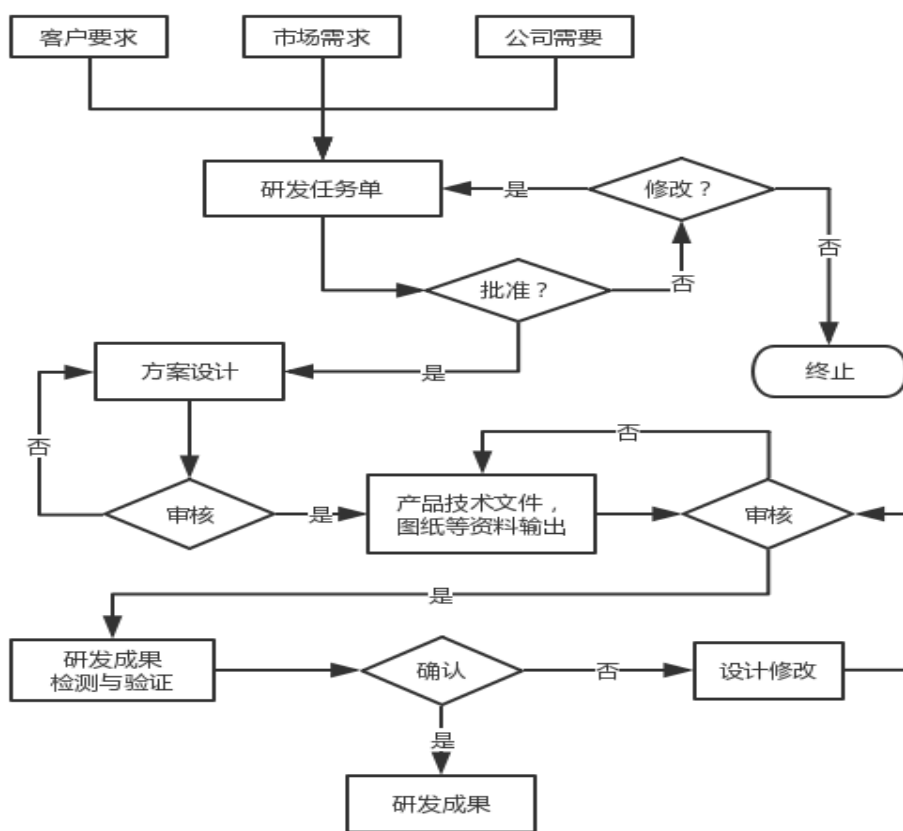 客户要求
市场需求
公司需要
研发任务单
是
修改？
否
批准？
否
方案设计
是
终止
否
否
审核
是
产品技术文件，
图纸等资料输出
审核
是
研发成果
检测与验证
确认
否
设计修改
是
研发成果